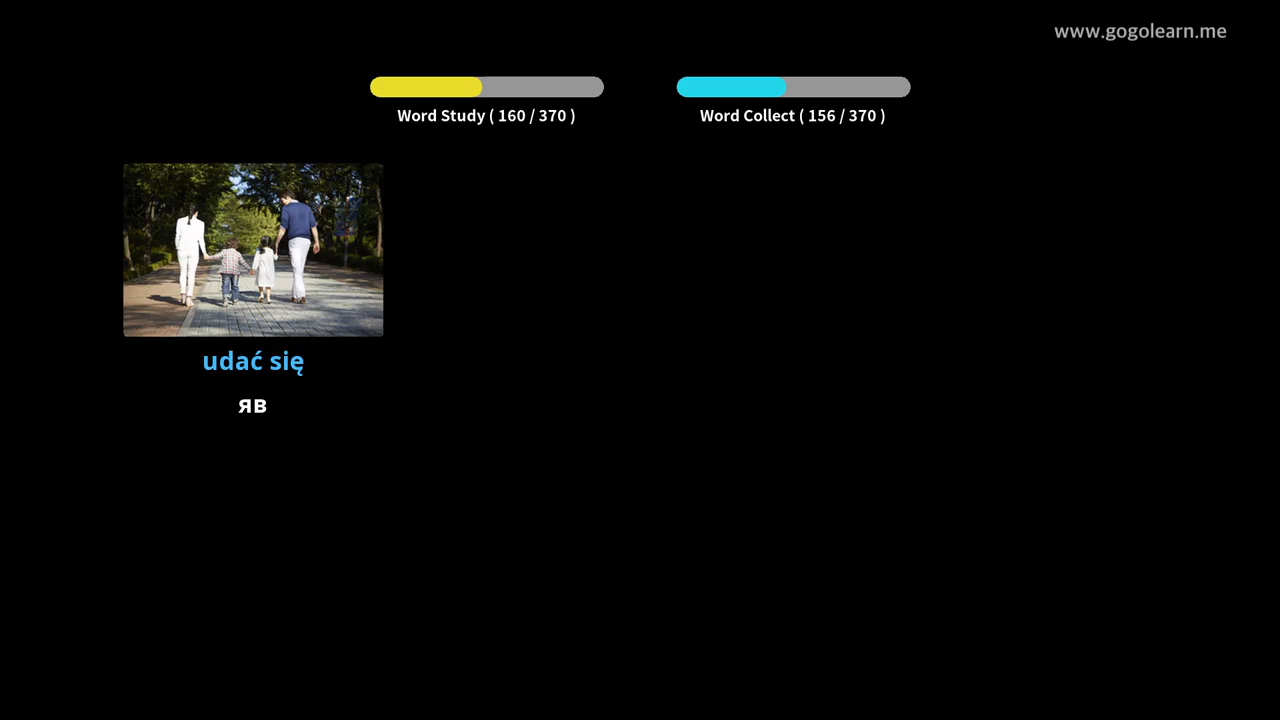 www.gogolearn.me
Word Study ( 160 / 370 )
Word Collect ( 156 / 370 )
udać się
яв